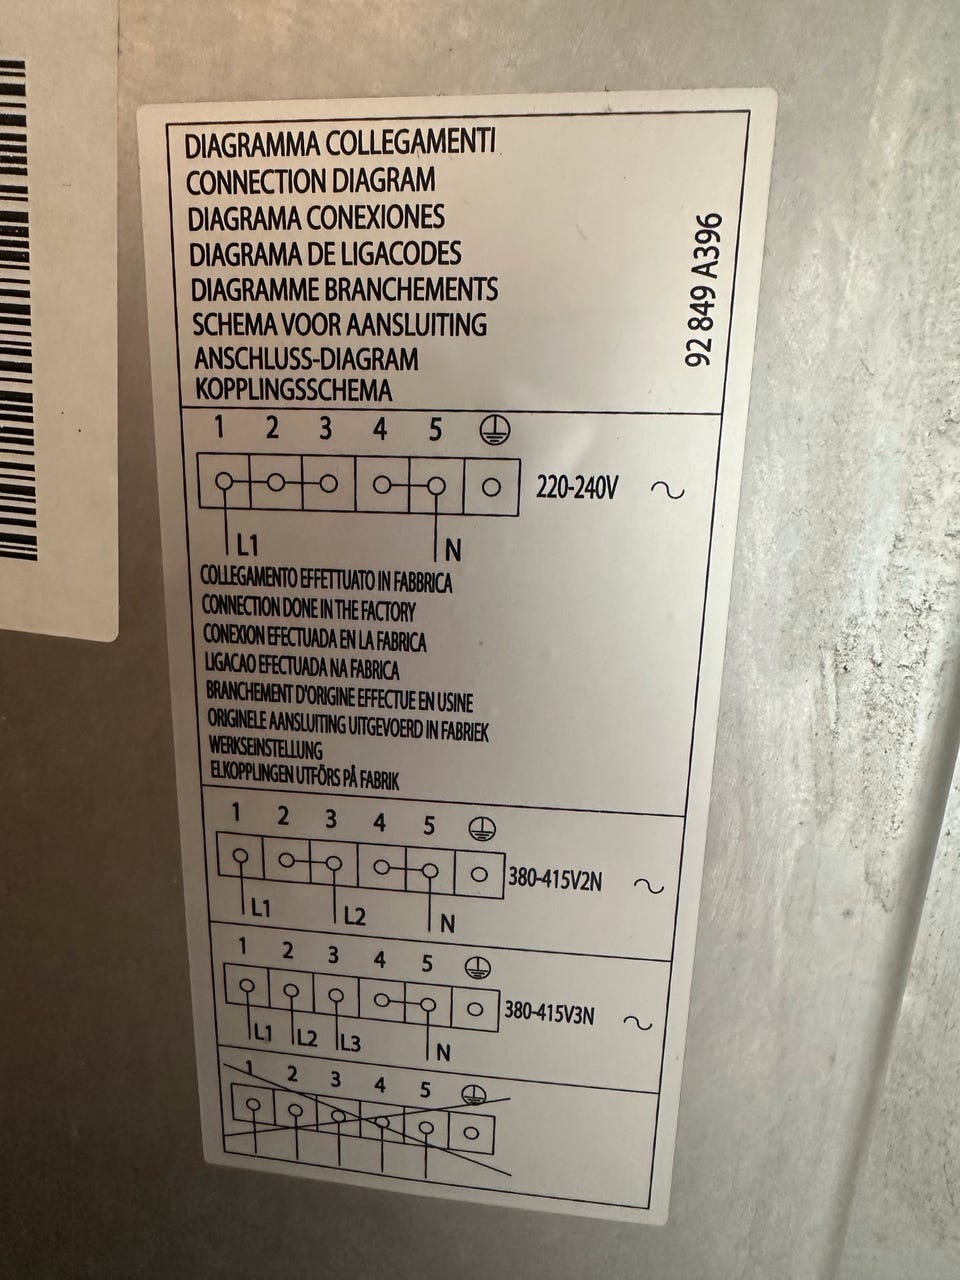 DIAGRAMMA COLLEGAMENTI
CONNECTION DIAGRAM
DIAGRAMA CONEXIONES
DIAGRAMA DE LIGACODES
DIAGRAMME BRANCHEMENTS
SCHEMA VOOR AANSLUITING
ANSCHLUSS-DIAGRAM
KOPPLINGSSCHEMA
92 849 A396
1 2 3 4 5
220-240V ~
L1 N
COLLEGAMENTO EFFETTUATO IN FABBRICA
CONNECTION DONE IN THE FACTORY
CONEXION EFECTUADA EN LA FABRICA
LIGACAO EFECTUADA NA FABRICA
BRANCHEMENT D'ORIGINE EFFECTUE EN USINE
ORIGINELE AANSLUITING UITGEVOERD IN FABRIEK
WERKSEINSTELLUNG
ELKOPPLINGEN UTFÖRS PÅ FABRIK
1 2 3 4 5
380-415V2N ~
L1 L2 N
1 2 3 4 5
380-415V3N ~
L1 L2 L3 N
1 2 3 4 5